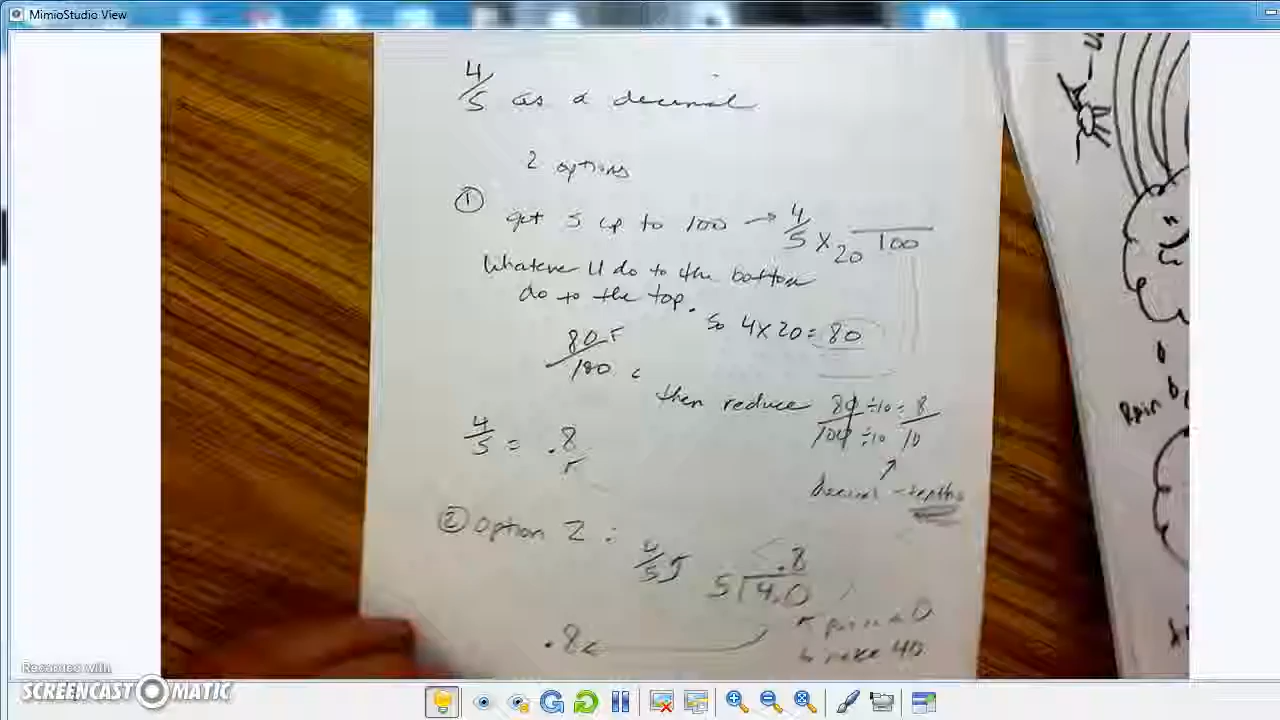 MimioStudio View
4/5 as a decimal
2 options
① get 5 up to 100 → 4/5 x 20 /100
Whatever U do to the bottom
do to the top.
So 4 x 20 = 80
80/100
then reduce 80/100 ÷10 ÷10 = 8/10
4/5 = .8
Decimal - tenths
② Option 2 :
4/5 5 4.0 .8
put in a 0
to make 40
.8
Recorded with
SCREENCAST MATIC